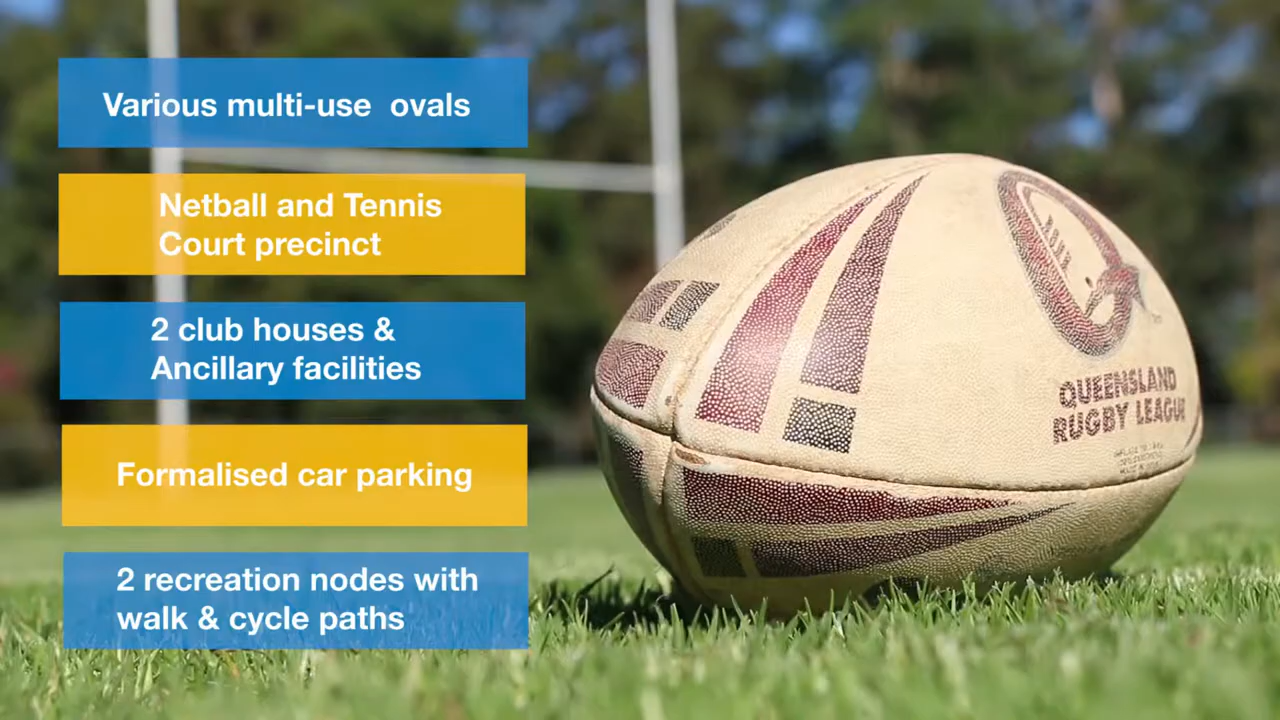 Various multi-use  ovals
Netball and Tennis
Court precinct
2 club houses &
Ancillary facilities
Formalised car parking
2 recreation nodes with
walk & cycle paths
QUEENSLAND
RUGBY LEAGUE